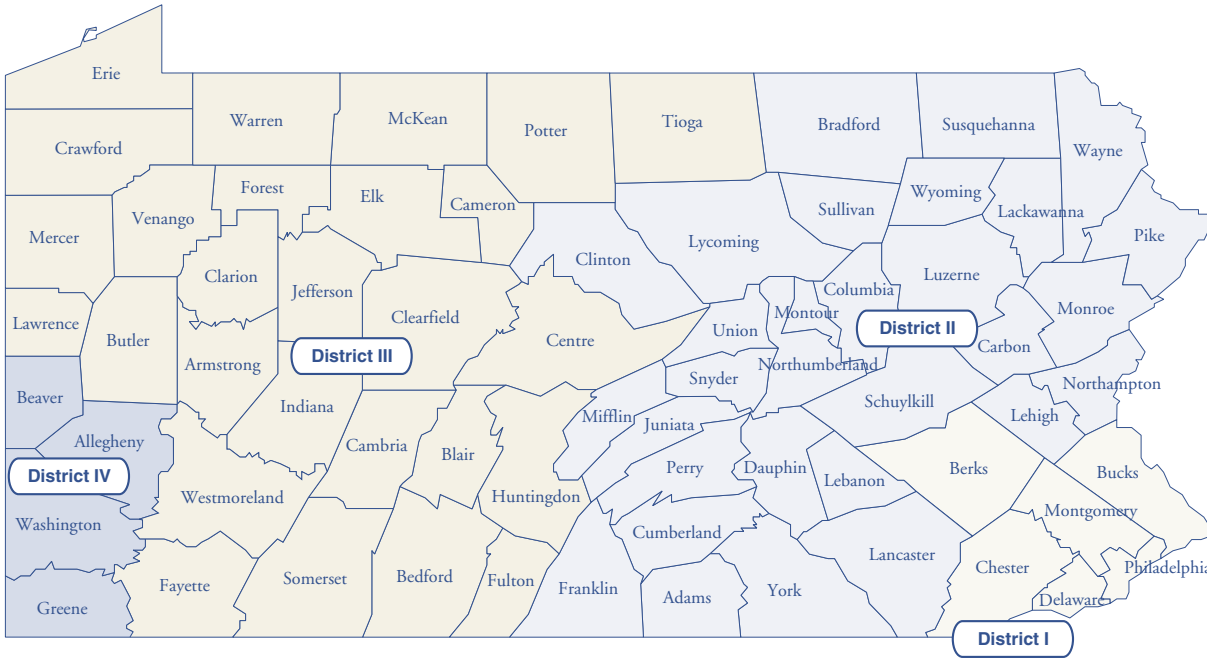 Erie
Warren
McKean
Potter
Tioga
Bradford
Susquehanna
Wayne
Crawford
Forest
Elk
Cameron
Venango
Mercer
Sullivan
Wyoming
Lackawanna
Pike
Lycoming
Clinton
Clarion
Jefferson
Luzerne
Columbia
Monroe
Montour
Lawrence
Butler
Clearfield
Centre
Union
District II
Carbon
Armstrong
District III
Northumberland
Snyder
Northampton
Beaver
Indiana
Mifflin
Juniata
Schuylkill
Lehigh
Allegheny
Cambria
Blair
Perry
Dauphin
Lebanon
Berks
Bucks
District IV
Westmoreland
Huntingdon
Montgomery
Washington
Cumberland
Lancaster
Chester
Philadelphia
Greene
Fayette
Somerset
Bedford
Fulton
Franklin
Adams
York
Delaware
District I